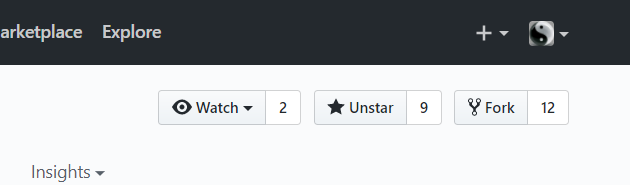 arketplace Explore
Watch 2 Unstar 9 Fork 12
Insights